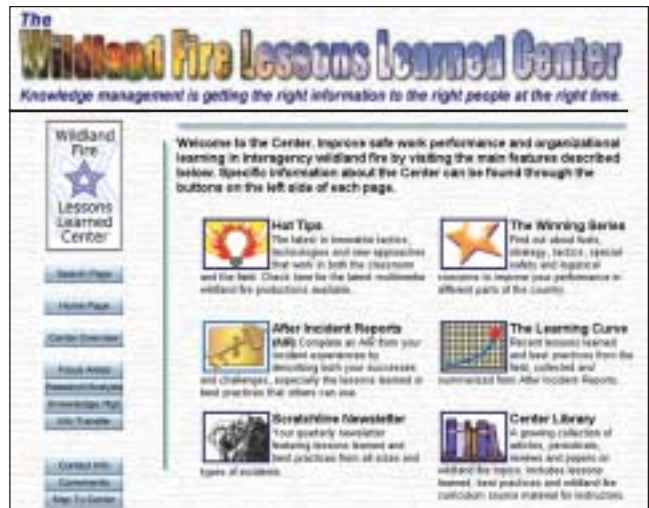 The
Wildland Fire Lessons Learned Center
Knowledge management is getting the right information to the right people at the right time.
Wildland
Fire
Lessons
Learned
Center
Search Page
Home Page
Center Overview
Focus Areas
Research/Analysis
Knowledge Mgt
Info Transfer
Contact Info
Comments
Map To Center
Welcome to the Center. Improve safe work performance and organizational
learning in interagency wildland fire by visiting the main features described
below. Specific information about the Center can be found through the
buttons on the left side of each page.
Hot Tips
The latest in innovative tactics,
technologies and new approaches
that work in both the classroom
and the field. Check here for the latest multimedia
wildland fire productions available.
The Winning Series
Find out about fuels,
strategy, tactics, special
safety and logistical
concerns to improve your performance in
different parts of the country.
After Incident Reports
(AIR) Complete an AIR from your
incident experiences by
describing both your successes
and challenges, especially the lessons learned or
best practices that others can use.
The Learning Curve
Recent lessons learned
and best practices from the
field, collected and
summarized from After Incident Reports.
Scratchline Newsletter
Your quarterly newsletter
featuring lessons learned and
best practices from all sizes and
types of incidents.
Center Library
A growing collection of
articles, periodicals,
reviews and papers on
wildland fire topics, includes lessons
learned, best practices and wildland fire
curriculum source material for instructors.